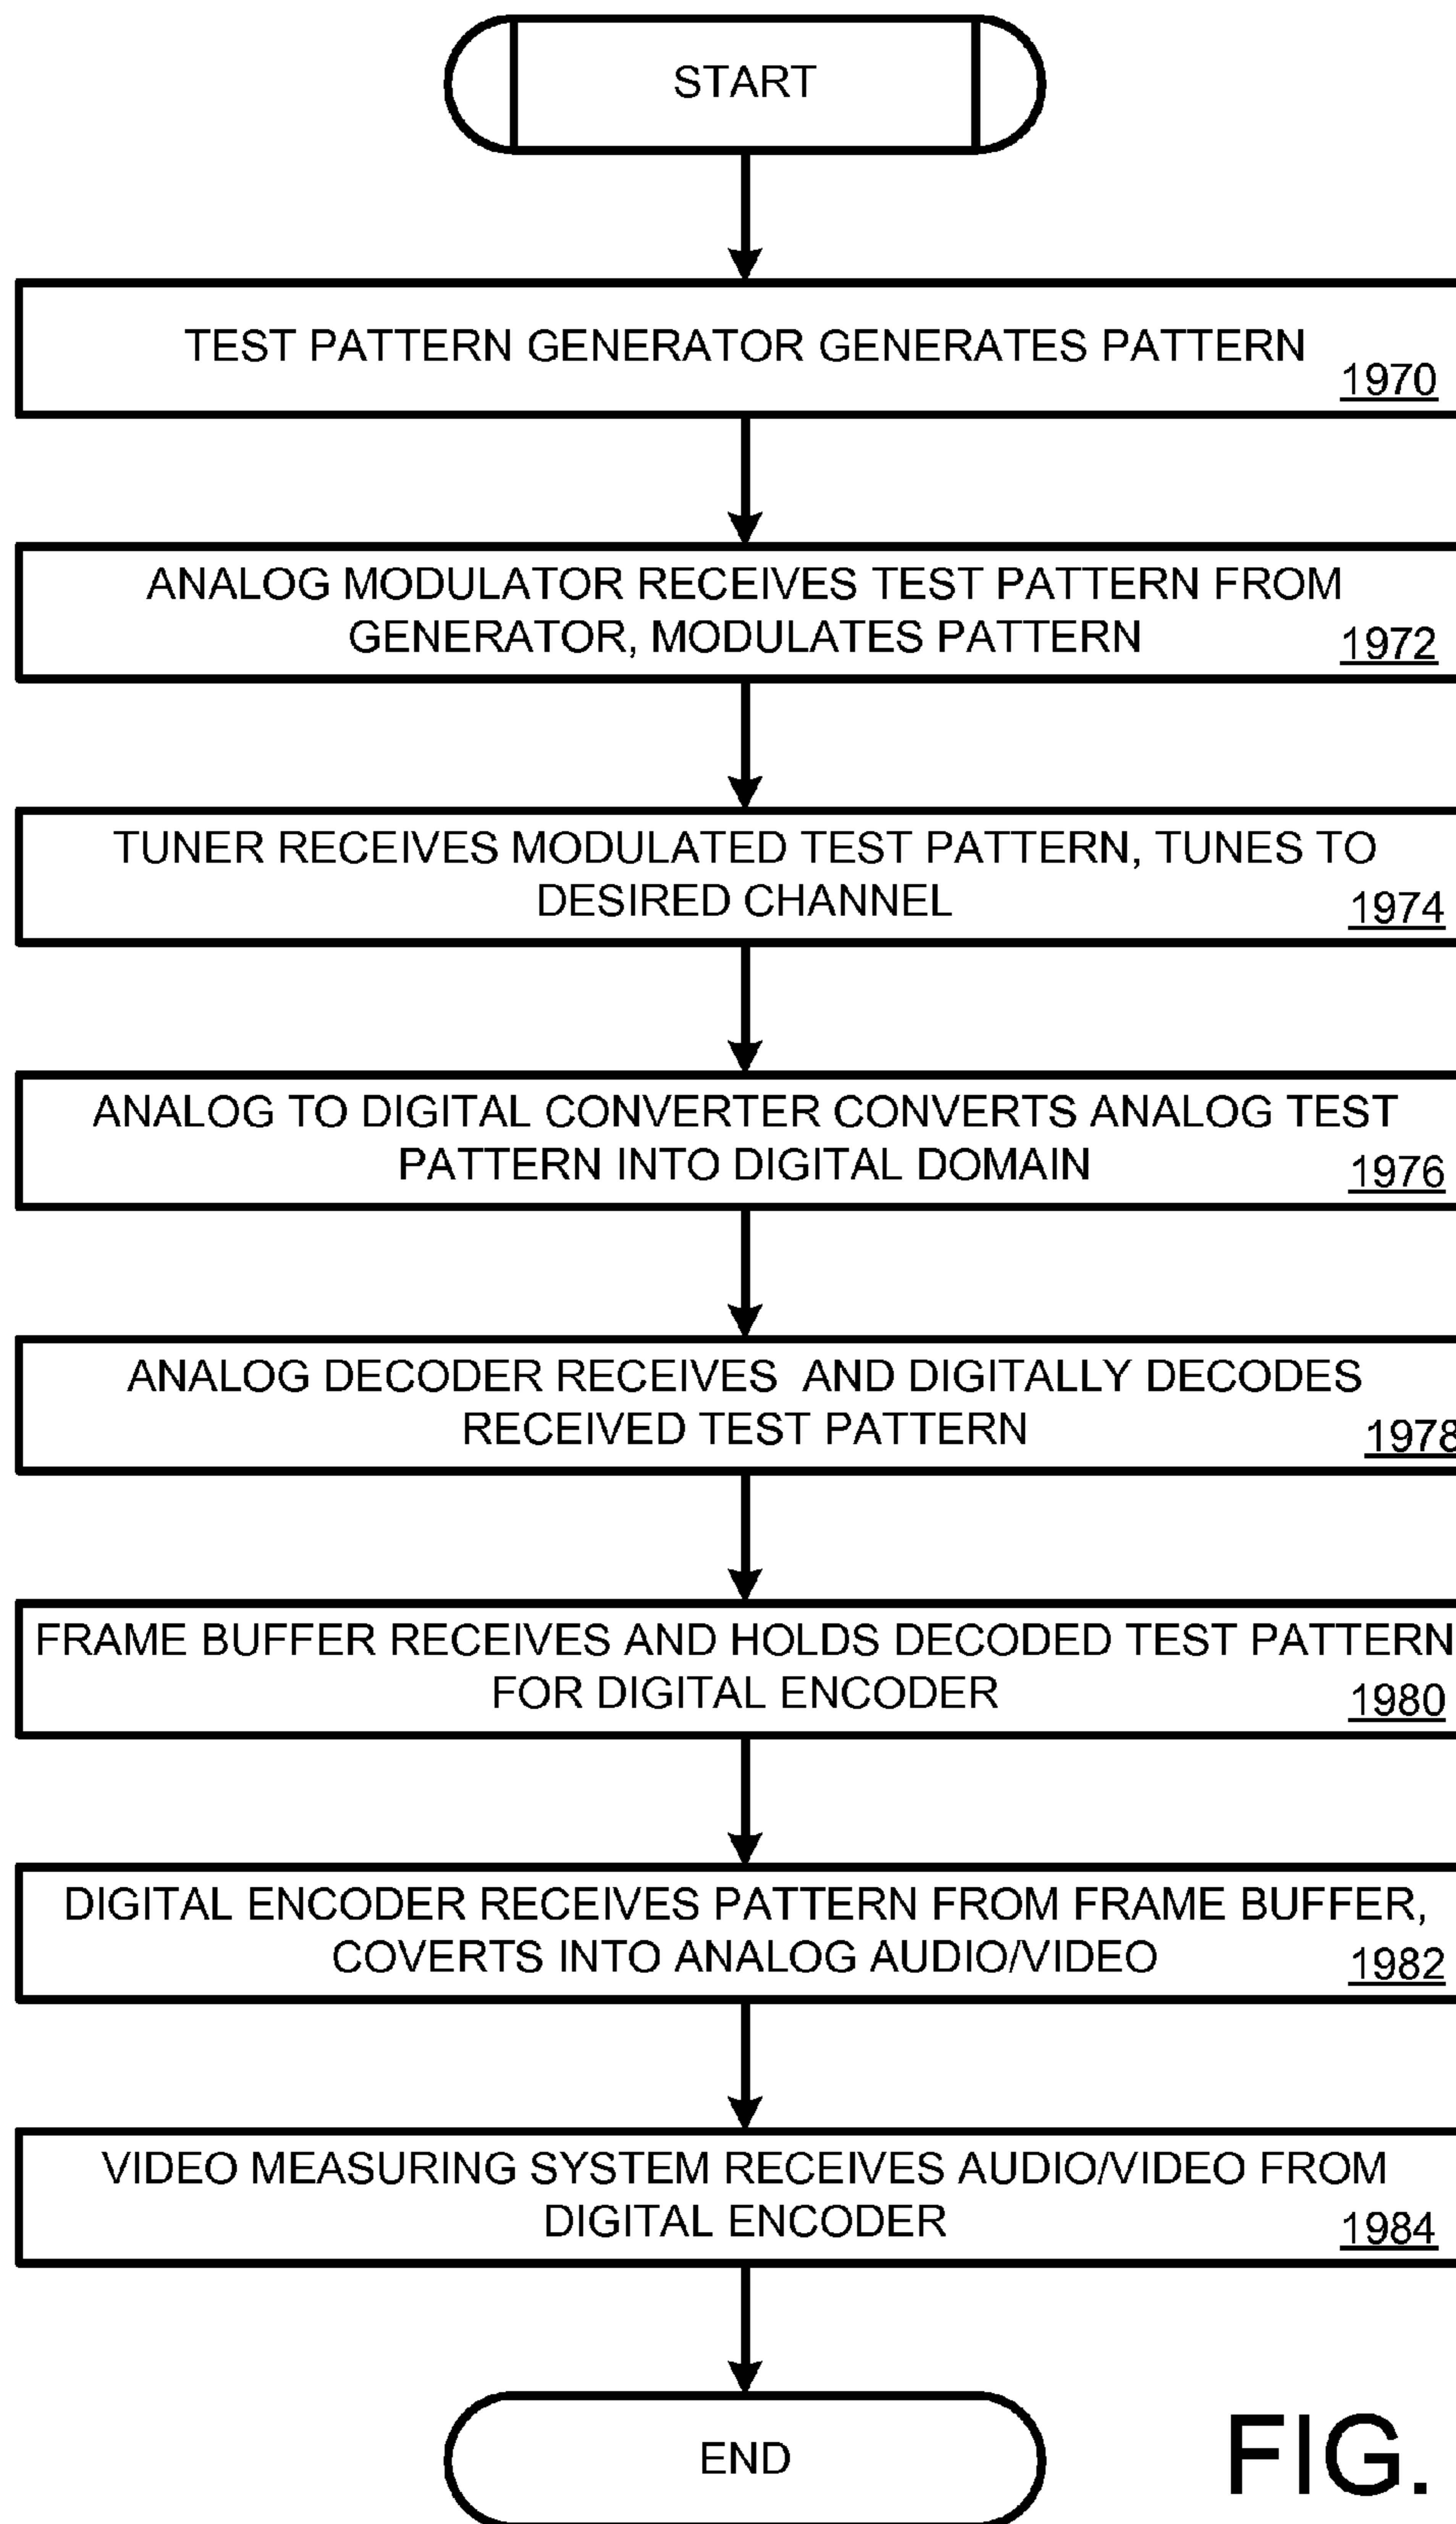 START
TEST PATTERN GENERATOR GENERATES PATTERN
1970
ANALOG MODULATOR RECEIVES TEST PATTERN FROM
GENERATOR, MODULATES PATTERN
1972
TUNER RECEIVES MODULATED TEST PATTERN, TUNES TO
DESIRED CHANNEL
1974
ANALOG TO DIGITAL CONVERTER CONVERTS ANALOG TEST
PATTERN INTO DIGITAL DOMAIN
1976
ANALOG DECODER RECEIVES AND DIGITALLY DECODES
RECEIVED TEST PATTERN
1978
FRAME BUFFER RECEIVES AND HOLDS DECODED TEST PATTERN
FOR DIGITAL ENCODER
1980
DIGITAL ENCODER RECEIVES PATTERN FROM FRAME BUFFER,
COVERTS INTO ANALOG AUDIO/VIDEO
1982
VIDEO MEASURING SYSTEM RECEIVES AUDIO/VIDEO FROM
DIGITAL ENCODER
1984
END
FIG.